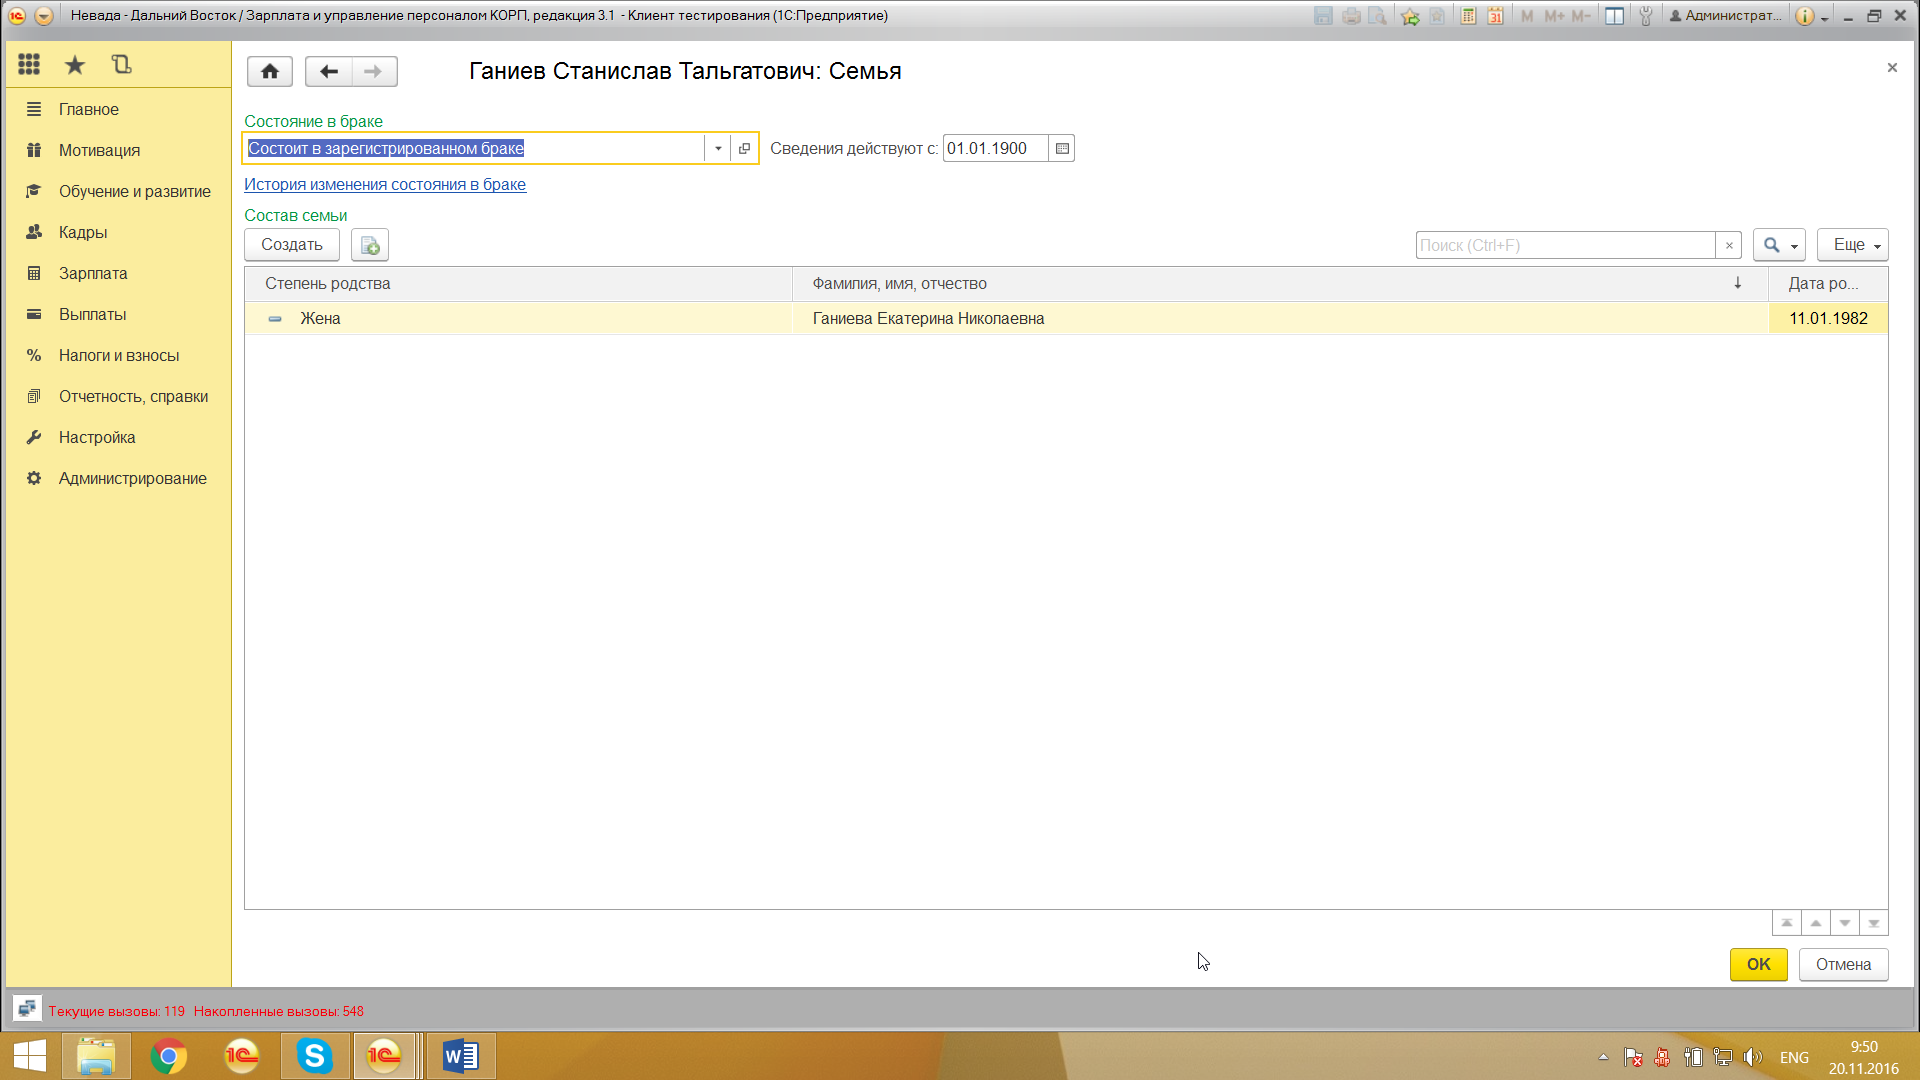 Невада - Дальний Восток / Зарплата и управление персоналом КОРП, редакция 3.1 - Клиент тестирования (1С:Предприятие)
M M+ M- Администрат...
Ганиев Станислав Тальгатович: Семья
Главное
Мотивация
Обучение и развитие
Кадры
Зарплата
Выплаты
Налоги и взносы
Отчетность, справки
Настройка
Администрирование
Состояние в браке
Состоит в зарегистрированном браке
Сведения действуют с: 01.01.1900
История изменения состояния в браке
Состав семьи
Создать
Поиск (Ctrl+F)
Еще
Степень родства Фамилия, имя, отчество Дата ро...
Жена Ганиева Екатерина Николаевна 11.01.1982
OK Отмена
Текущие вызовы: 119 Накопленные вызовы: 548
ENG
9:50
20.11.2016